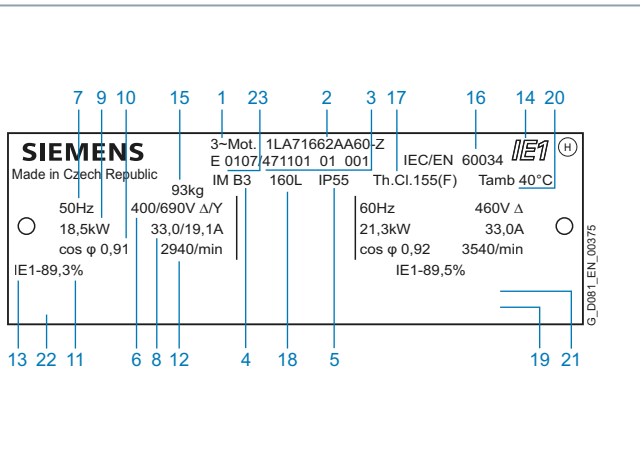 7 9 10 15 1 23 2 3 17 16 14 20
SIEMENS
Made in Czech Republic
3~Mot. 1LA71662AA60-Z
E 0107/471101 01 001
IEC/EN 60034 IE1 H
IM B3 160L IP55 Th.Cl.155(F) Tamb 40°C
93kg
50Hz 400/690V Δ/Y 60Hz 460V Δ
18,5kW 33,0/19,1A 21,3kW 33,0A
cos φ 0,91 2940/min cos φ 0,92 3540/min
IE1-89,3% IE1-89,5%
13 22 11 6 8 12 4 18 5 19 21
G_D081_EN_00375